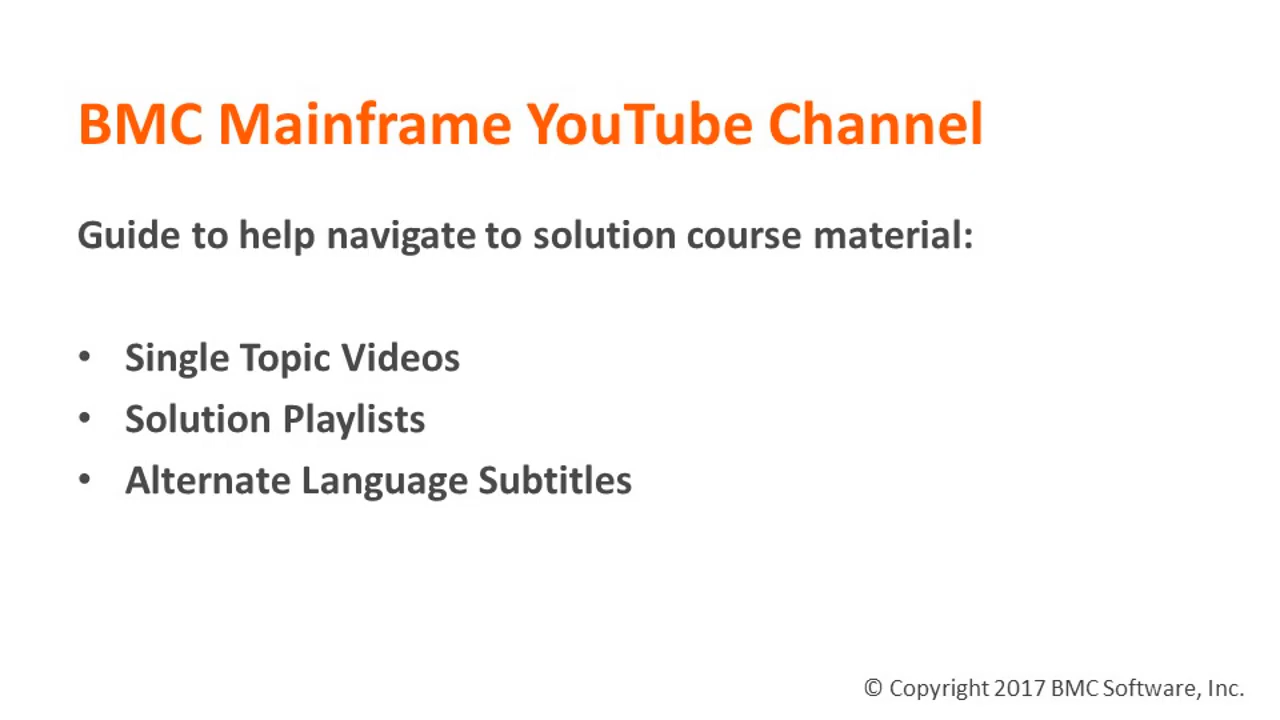 BMC Mainframe YouTube Channel
Guide to help navigate to solution course material:
• Single Topic Videos
• Solution Playlists
• Alternate Language Subtitles
© Copyright 2017 BMC Software, Inc.